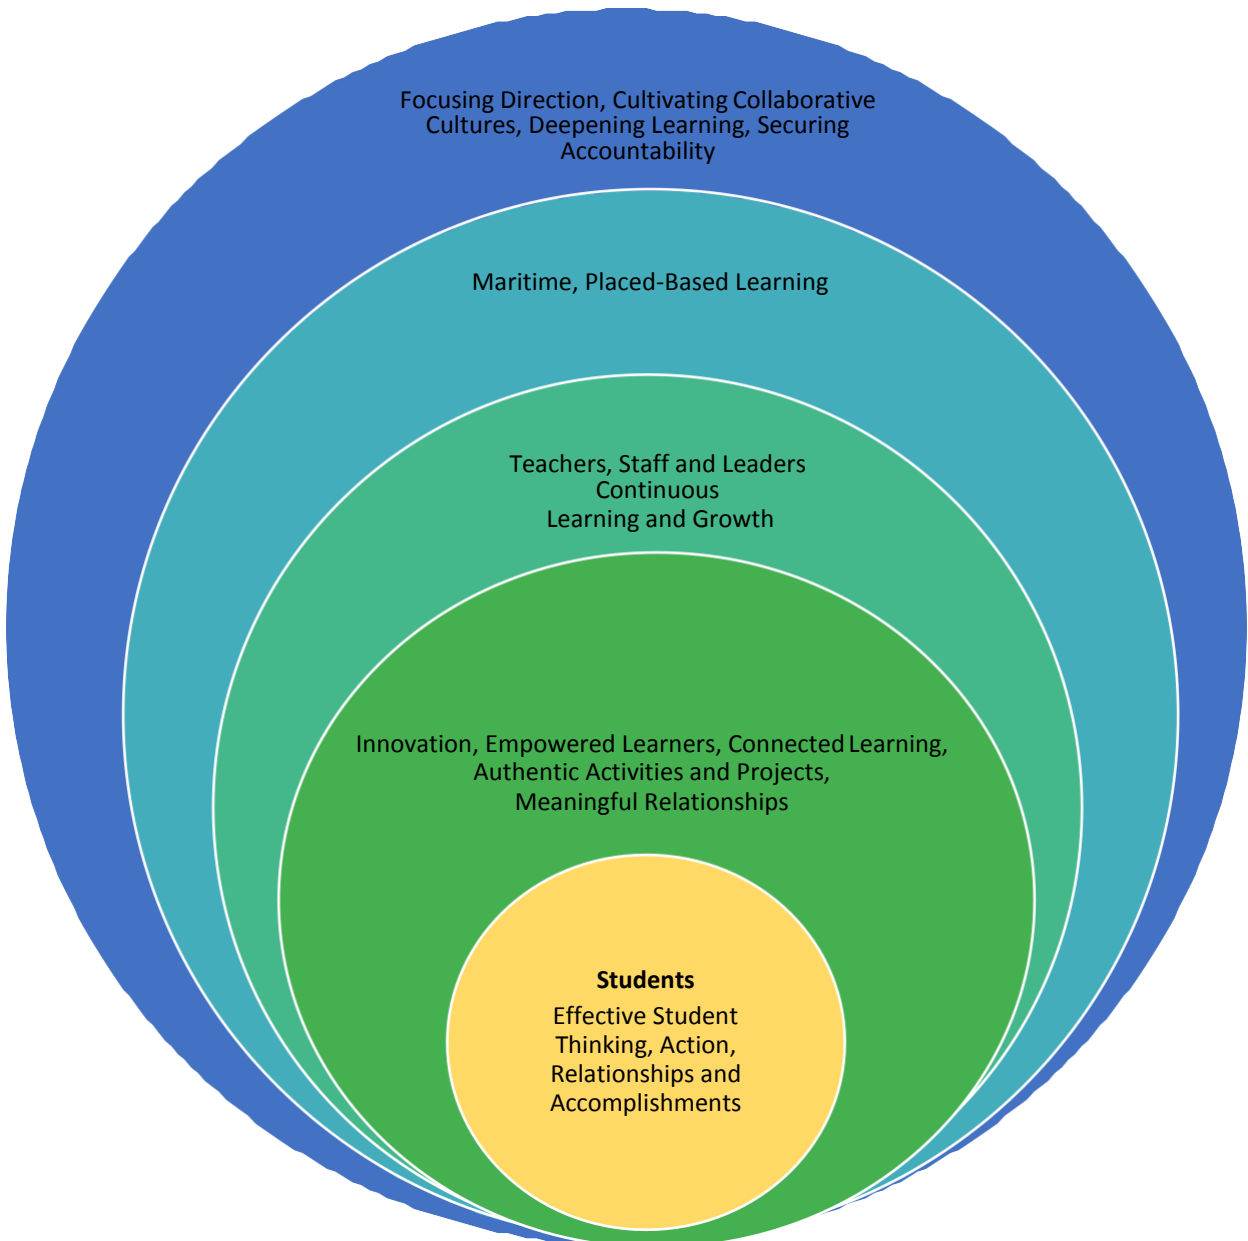 Focusing Direction, Cultivating Collaborative
Cultures, Deepening Learning, Securing
Accountability
Maritime, Placed-Based Learning
Teachers, Staff and Leaders
Continuous
Learning and Growth
Innovation, Empowered Learners, Connected Learning,
Authentic Activities and Projects,
Meaningful Relationships
Students
Effective Student
Thinking, Action,
Relationships and
Accomplishments